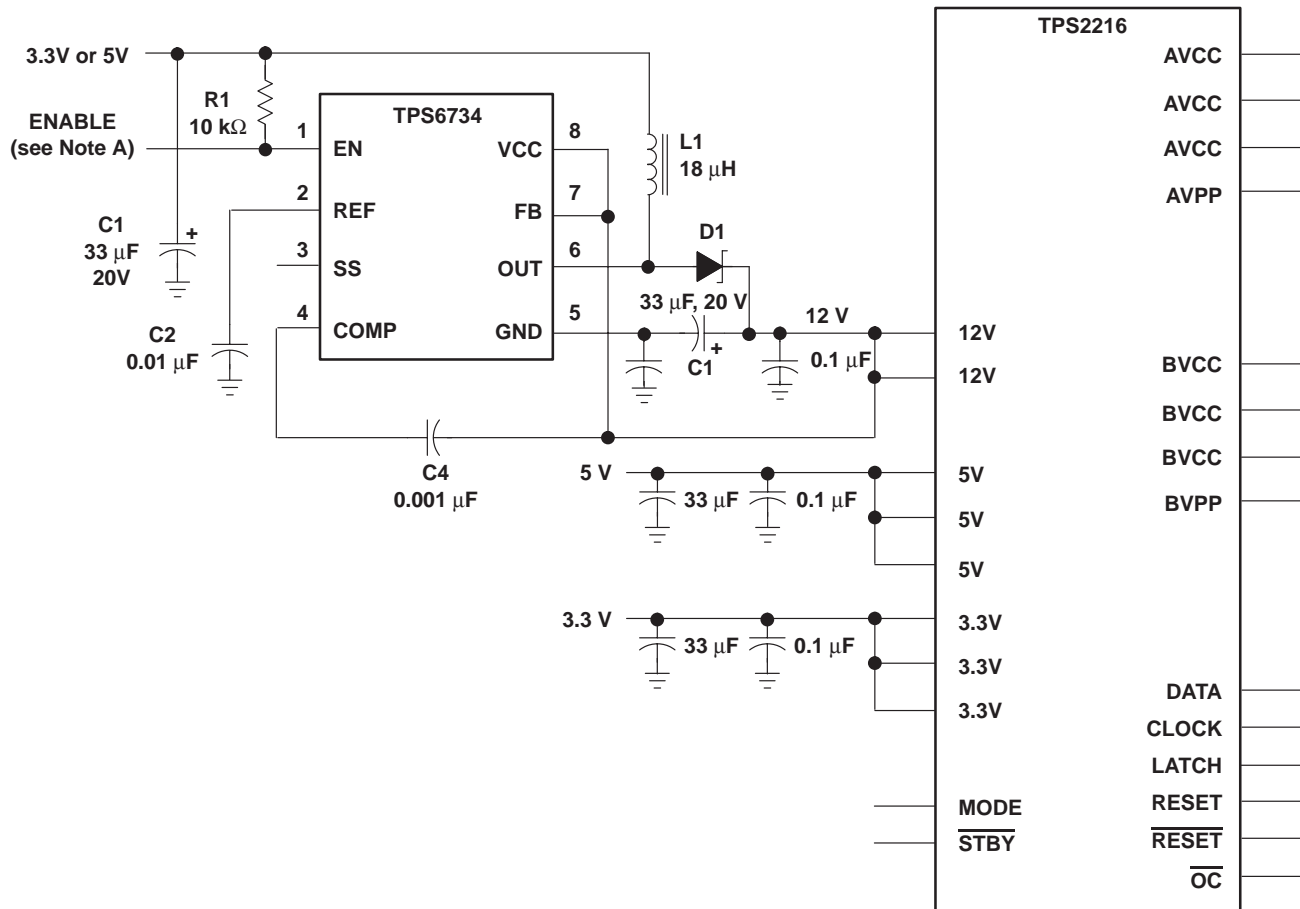 TPS2216
3.3V or 5V
AVCC
R1
10 kΩ
TPS6734
AVCC
ENABLE
(see Note A)
1
EN
VCC
8
L1
18 μH
AVCC
2
REF
FB
7
AVPP
C1
33 μF
20V
+
3
SS
OUT
6
D1
33 μF, 20 V
4
COMP
GND
5
12 V
12V
C2
0.01 μF
+
C1
0.1 μF
12V
BVCC
BVCC
C4
0.001 μF
5 V
33 μF
0.1 μF
5V
BVCC
5V
BVPP
5V
3.3 V
33 μF
0.1 μF
3.3V
3.3V
3.3V
DATA
CLOCK
LATCH
MODE
RESET
STBY
RESET
OC